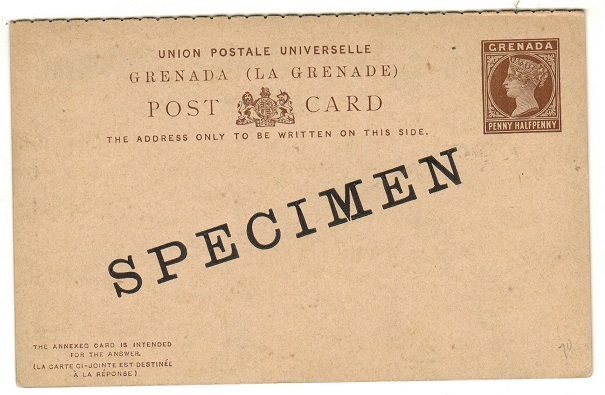 UNION POSTALE UNIVERSELLE
GRENADA (LA GRENADE)
POST CARD
THE ADDRESS ONLY TO BE WRITTEN ON THIS SIDE.
GRENADA
PENNY HALFPENNY
SPECIMEN
THE ANNEXED CARD IS INTENDED
FOR THE ANSWER.
(LA CARTE CI-JOINTE EST DESTINÉE
À LA RÉPONSE)